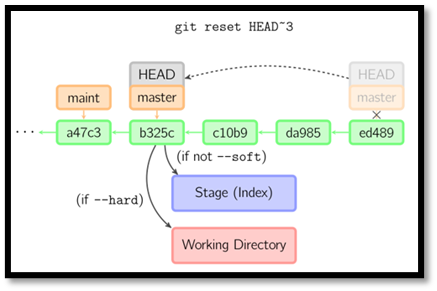 git reset HEAD~3
HEAD HEAD
maint master master
... a47c3 b325c c10b9 da985 ed489
(if not --soft)
Stage (Index)
(if --hard)
Working Directory